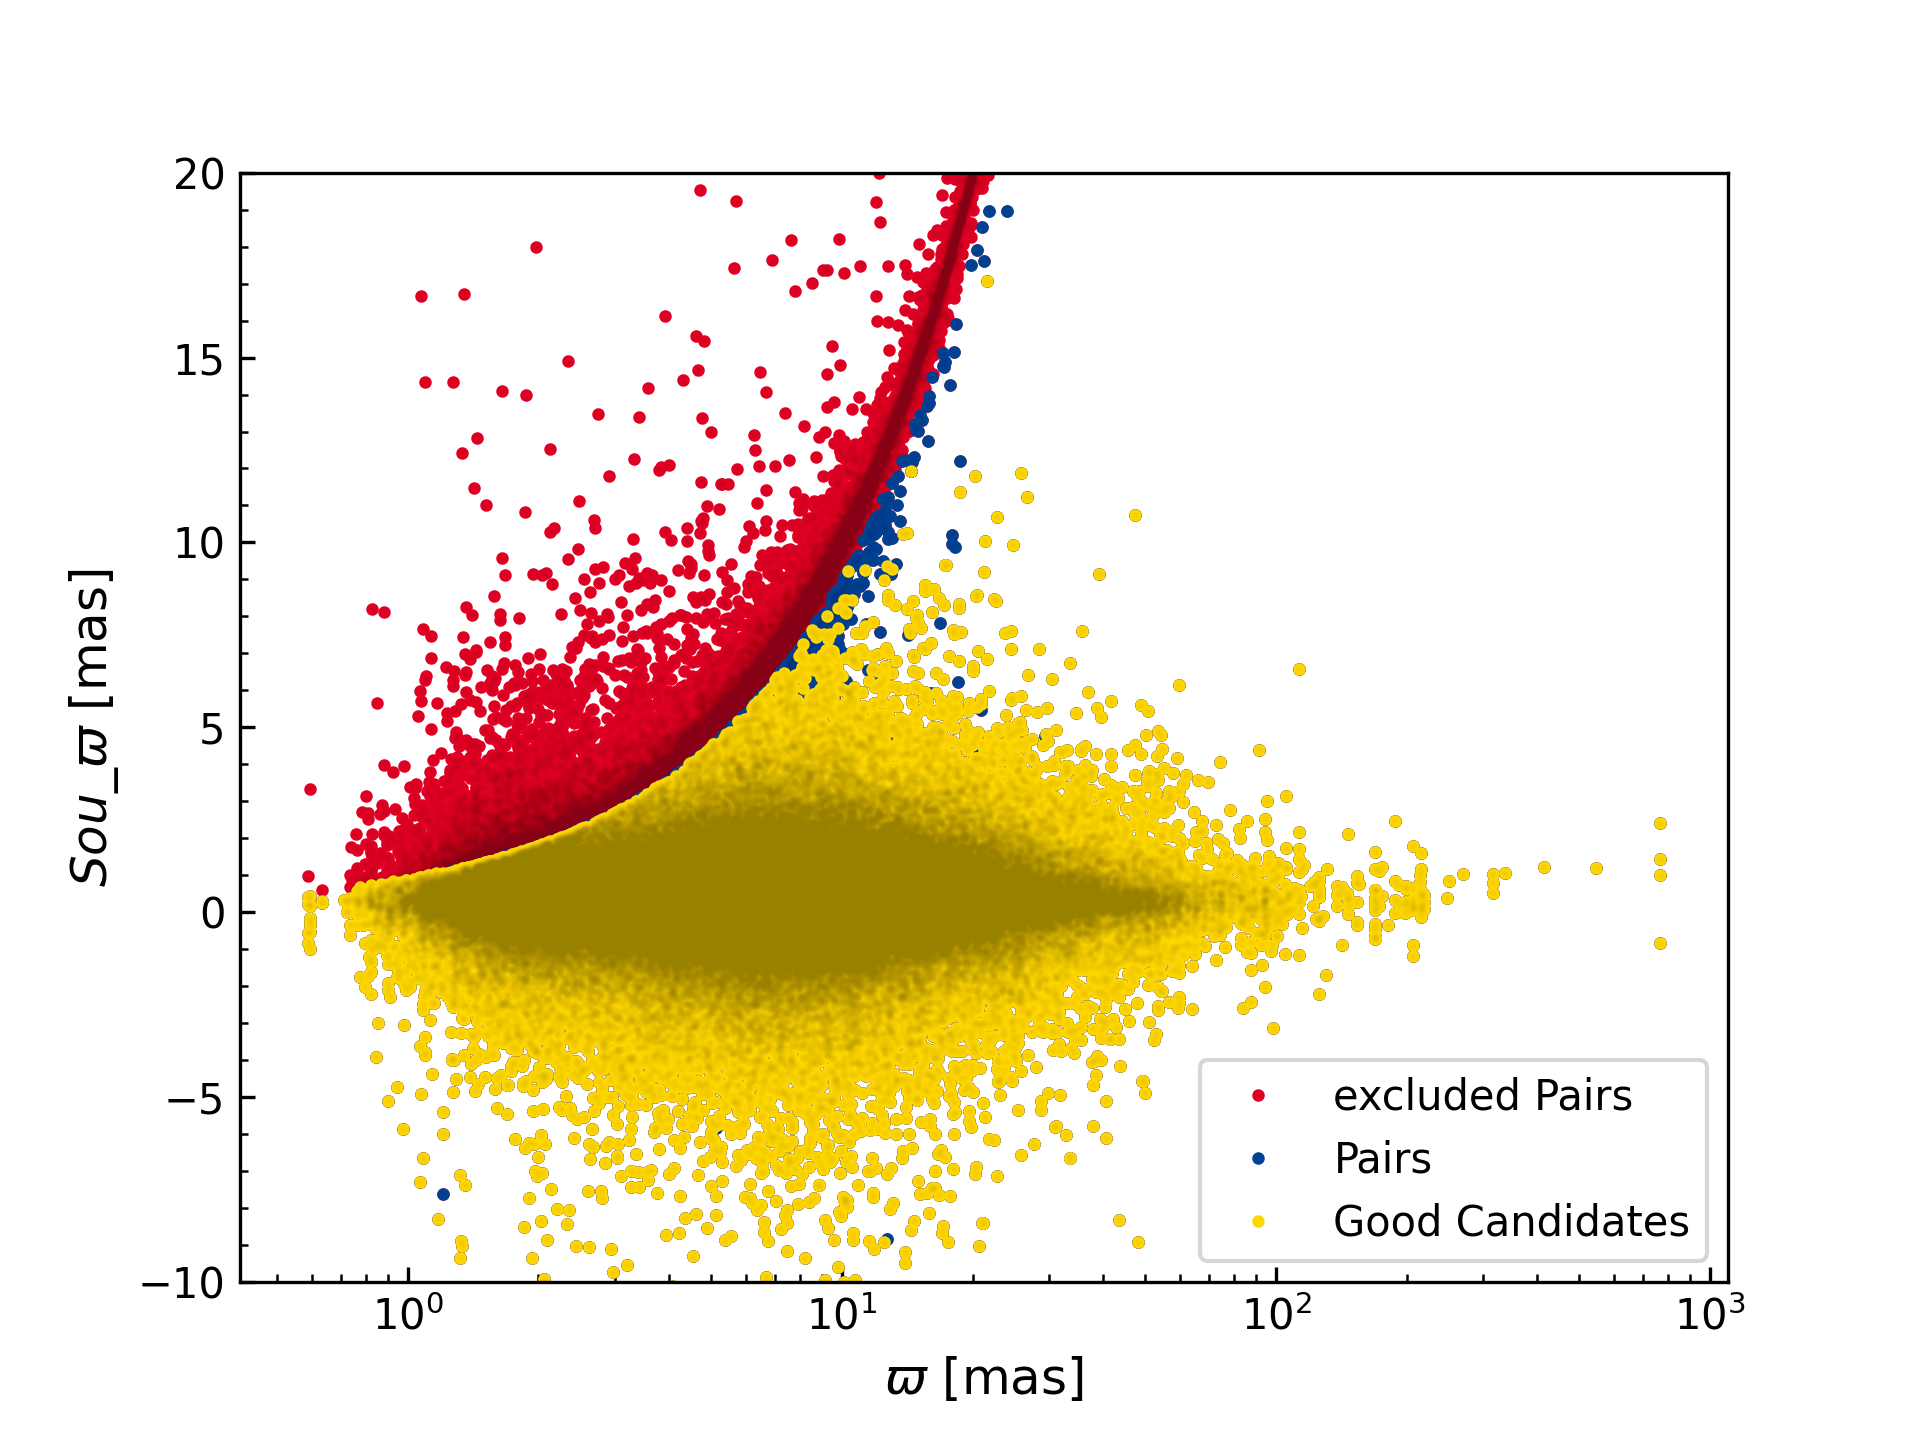 20
15
10
5
0
−5
−10
Sou_ϖ [mas]
10⁰ 10¹ 10² 10³
ϖ [mas]
excluded Pairs
Pairs
Good Candidates